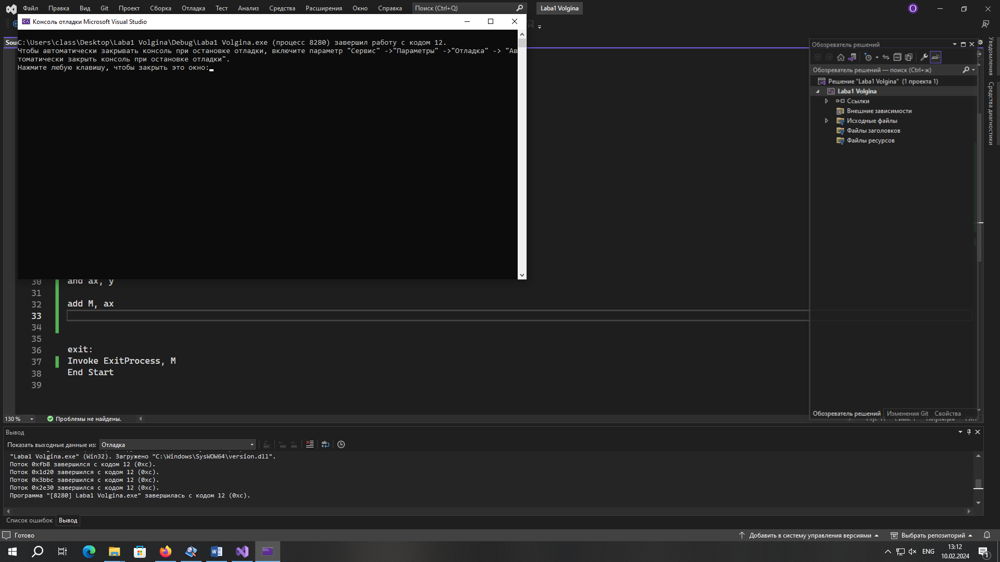 Файл Правка Вид Git Проект Сборка Отладка Тест Анализ Средства Расширения Окно Справка Поиск (Ctrl+Q) Laba1 Volgina O
Консоль отладки Microsoft Visual Studio
C:\Users\class\Desktop\Laba1 Volgina\Debug\Laba1 Volgina.exe (процесс 8280) завершил работу с кодом 12.
Чтобы автоматически закрывать консоль при остановке отладки, включите параметр "Сервис" ->"Параметры" ->"Отладка" -> "Ав
томатически закрыть консоль при остановке отладки".
Нажмите любую клавишу, чтобы закрыть это окно:
30 and ax, y
31
32 add M, ax
33
34
35
36 exit:
37 Invoke ExitProcess, M
38 End Start
39
130 % Проблемы не найдены.
Обозреватель решений
Обозреватель решений — поиск (Ctrl+ж)
Решение "Laba1 Volgina" (1 проекта 1)
Laba1 Volgina
Ссылки
Внешние зависимости
Исходные файлы
Файлы заголовков
Файлы ресурсов
Обозреватель решений Изменения Git Свойства
Уведомления
Средства диагностики
Вывод
Показать выходные данные из: Отладка
"Laba1 Volgina.exe" (Win32). Загружено "C:\Windows\SysWOW64\version.dll".
Поток 0xfb8 завершился с кодом 12 (0xc).
Поток 0x1d20 завершился с кодом 12 (0xc).
Поток 0x3bbc завершился с кодом 12 (0xc).
Поток 0x2e30 завершился с кодом 12 (0xc).
Программа "[8280] Laba1 Volgina.exe" завершилась с кодом 12 (0xc).
Список ошибок Вывод
Готово Добавить в систему управления версиями Выбрать репозиторий
ENG 13:12
10.02.2024
1